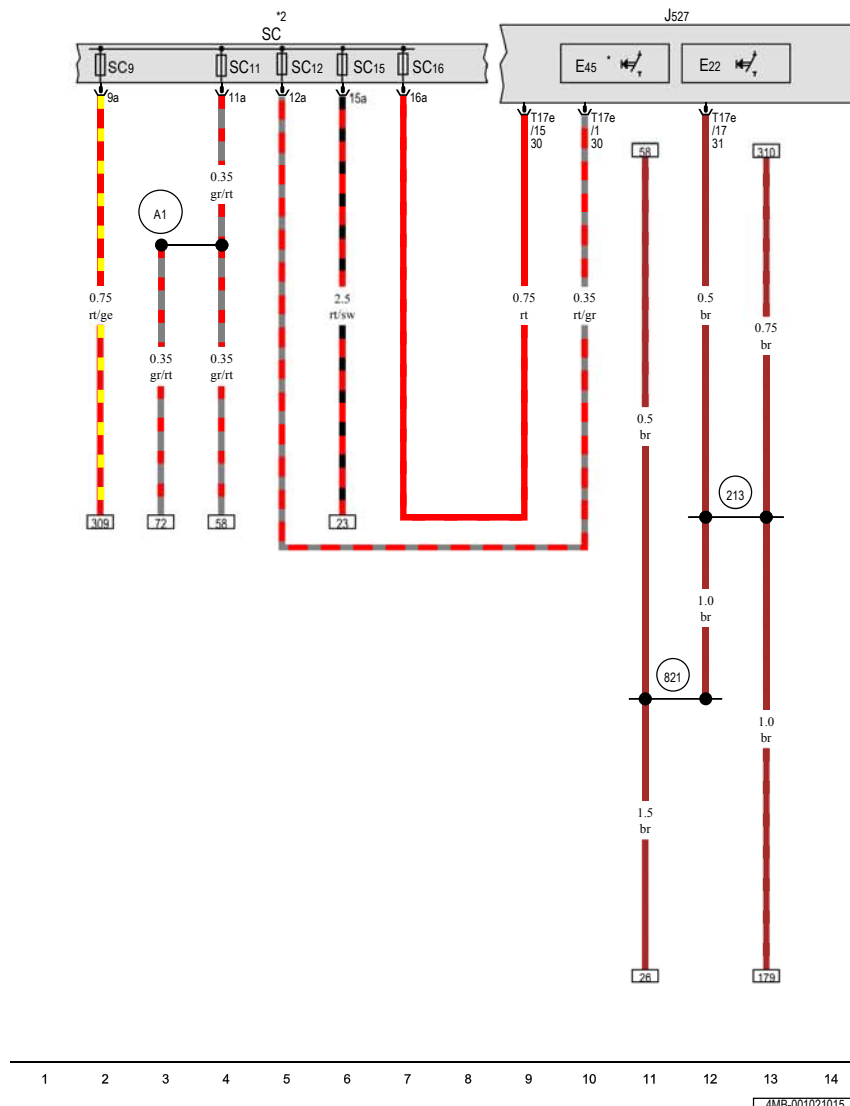 *2
SC
J527
SC9
SC11
SC12
SC15
SC16
E45 *
E22
9a
11a
12a
15a
16a
T17e
/15
30
T17e
/1
30
T17e
/17
31
58
310
0.35
gr/rt
A1
0.75
rt/ge
2.5
rt/sw
0.75
rt
0.35
rt/gr
0.5
br
0.75
br
0.35
gr/rt
0.35
gr/rt
0.5
br
213
309
72
58
23
1.0
br
821
1.0
br
1.5
br
26
179
1 2 3 4 5 6 7 8 9 10 11 12 13 14
4MB-001021015